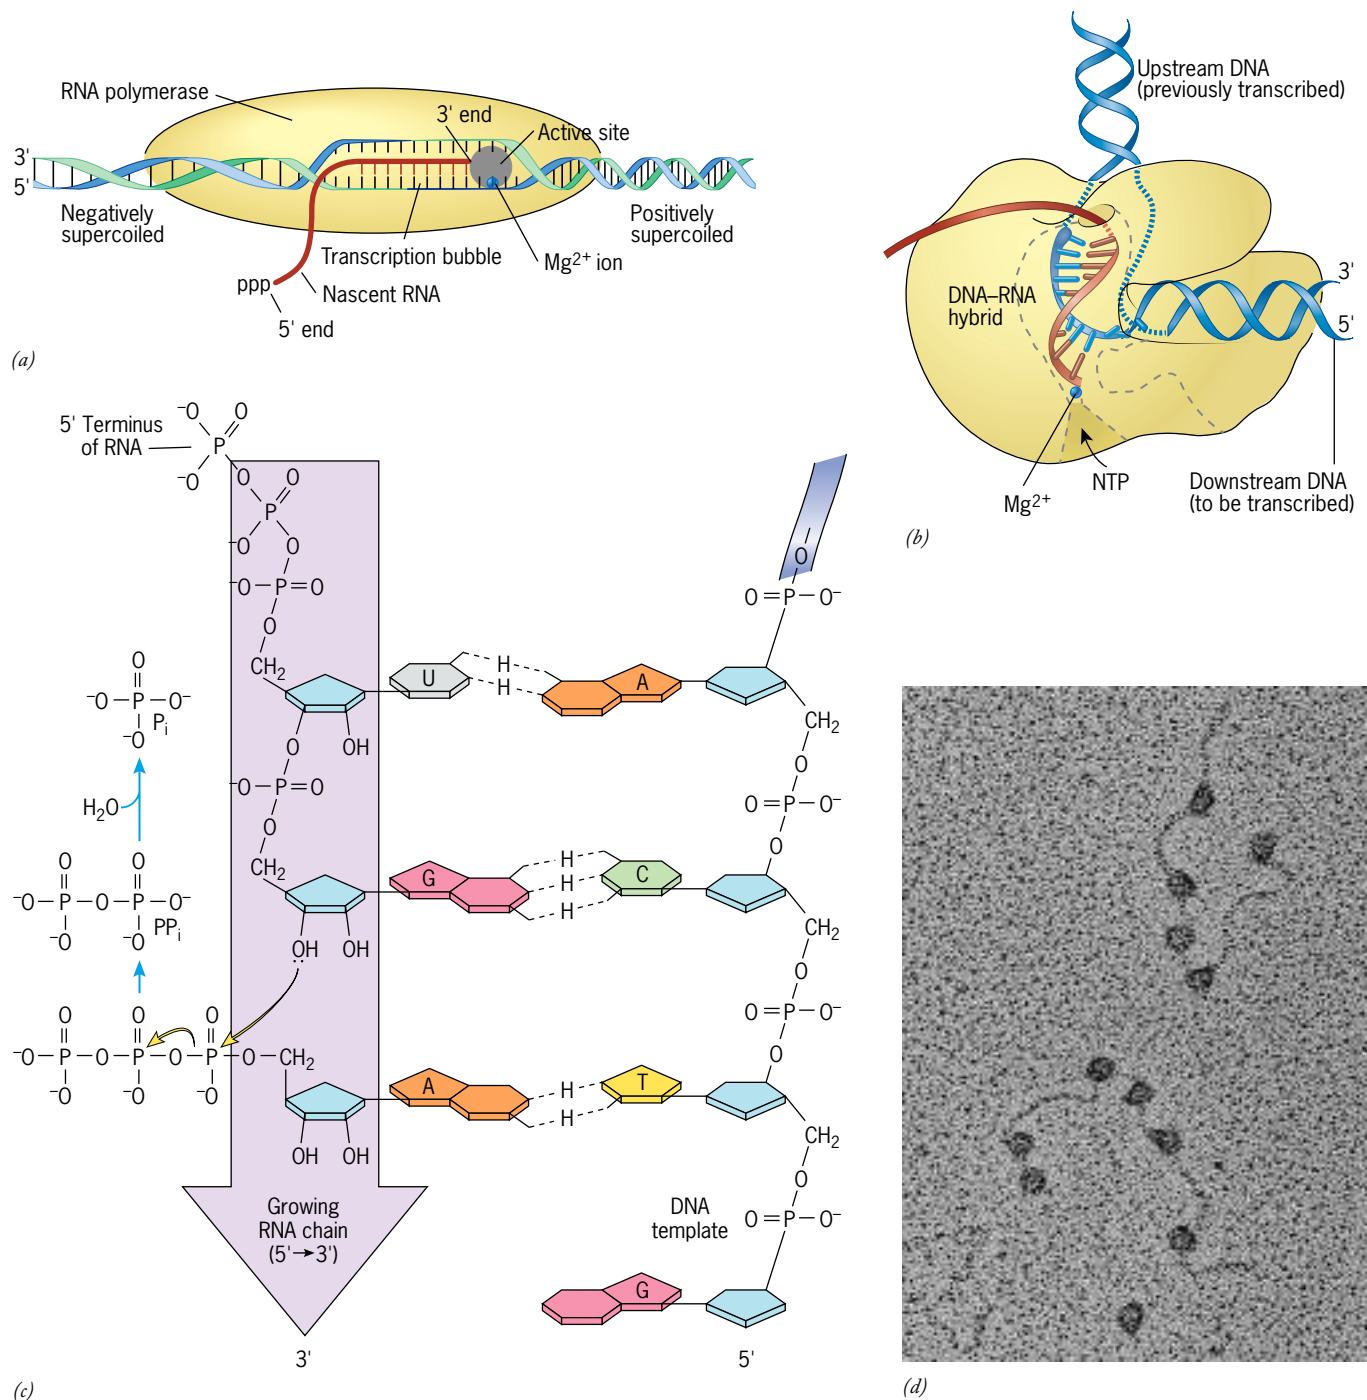 RNA polymerase
3' end
Active site
3'
5'
Negatively
supercoiled
Transcription bubble
Positively
supercoiled
Mg2+ ion
ppp
Nascent RNA
5' end
(a)
Upstream DNA
(previously transcribed)
DNA–RNA
hybrid
3'
5'
NTP
Mg2+
Downstream DNA
(to be transcribed)
(b)
5' Terminus
of RNA
–O O
P
–O
O O
P
–O O
–O–P=O
O
CH2
U H A
H
O
–O–P–O–
–O Pi
OH
O
–O–P=O
O
H2O
CH2
G H C
H
H
O O
–O–P–O–P–O–
–O –O PPi
OH OH
O O O
–O–P–O–P–O–P–O–CH2
–O –O –O
A H T
H
OH OH
Growing
RNA chain
(5'→3')
3'
O
O=P–O–
CH2
O
O=P–O–
O
CH2
O
O=P–O–
O
CH2
O
DNA
template
O=P–O–
G
5'
(c)
(d)